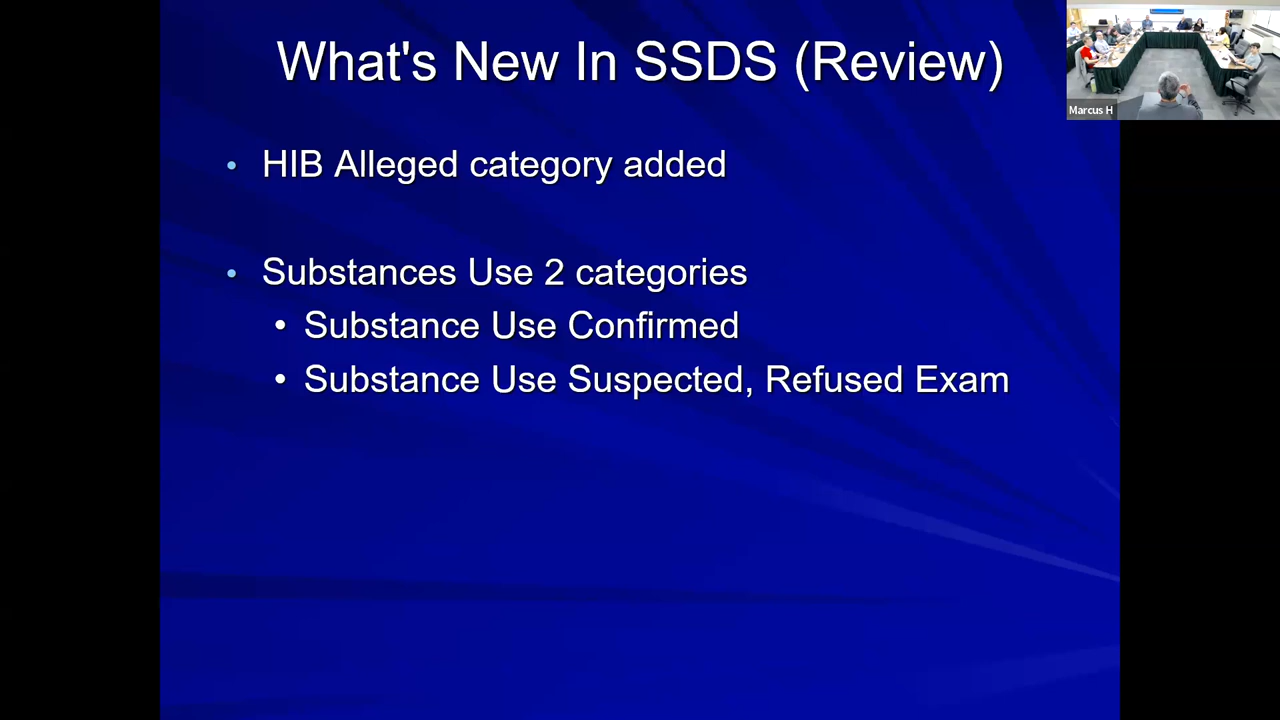 What's New In SSDS (Review)
Marcus H
• HIB Alleged category added
• Substances Use 2 categories
• Substance Use Confirmed
• Substance Use Suspected, Refused Exam